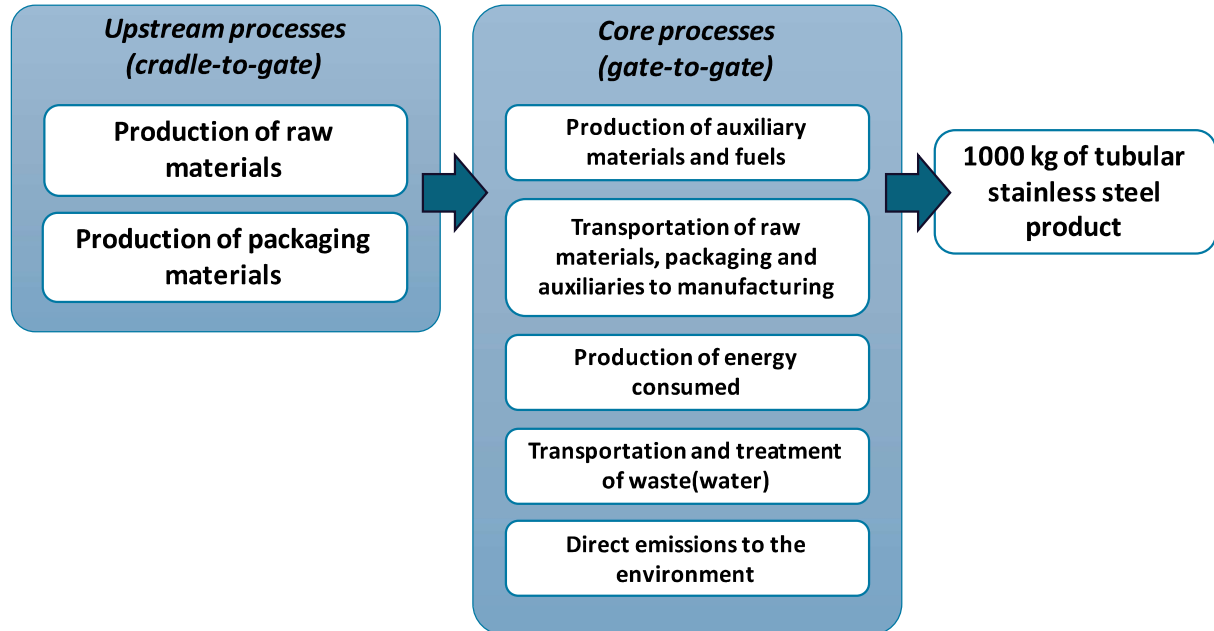 Upstream processes
(cradle-to-gate)
Production of raw
materials
Production of packaging
materials
Core processes
(gate-to-gate)
Production of auxiliary
materials and fuels
Transportation of raw
materials, packaging and
auxiliaries to manufacturing
Production of energy
consumed
Transportation and treatment
of waste(water)
Direct emissions to the
environment
1000 kg of tubular
stainless steel
product